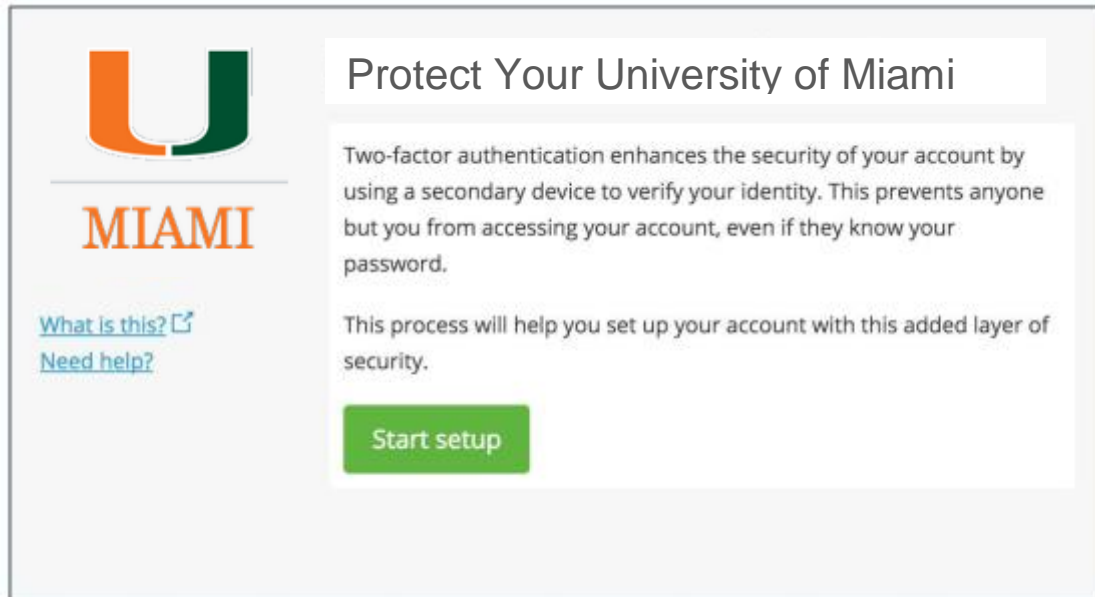 Protect Your University of Miami
MIAMI
What is this?
Need help?
Two-factor authentication enhances the security of your account by
using a secondary device to verify your identity. This prevents anyone
but you from accessing your account, even if they know your
password.
This process will help you set up your account with this added layer of
security.
Start setup